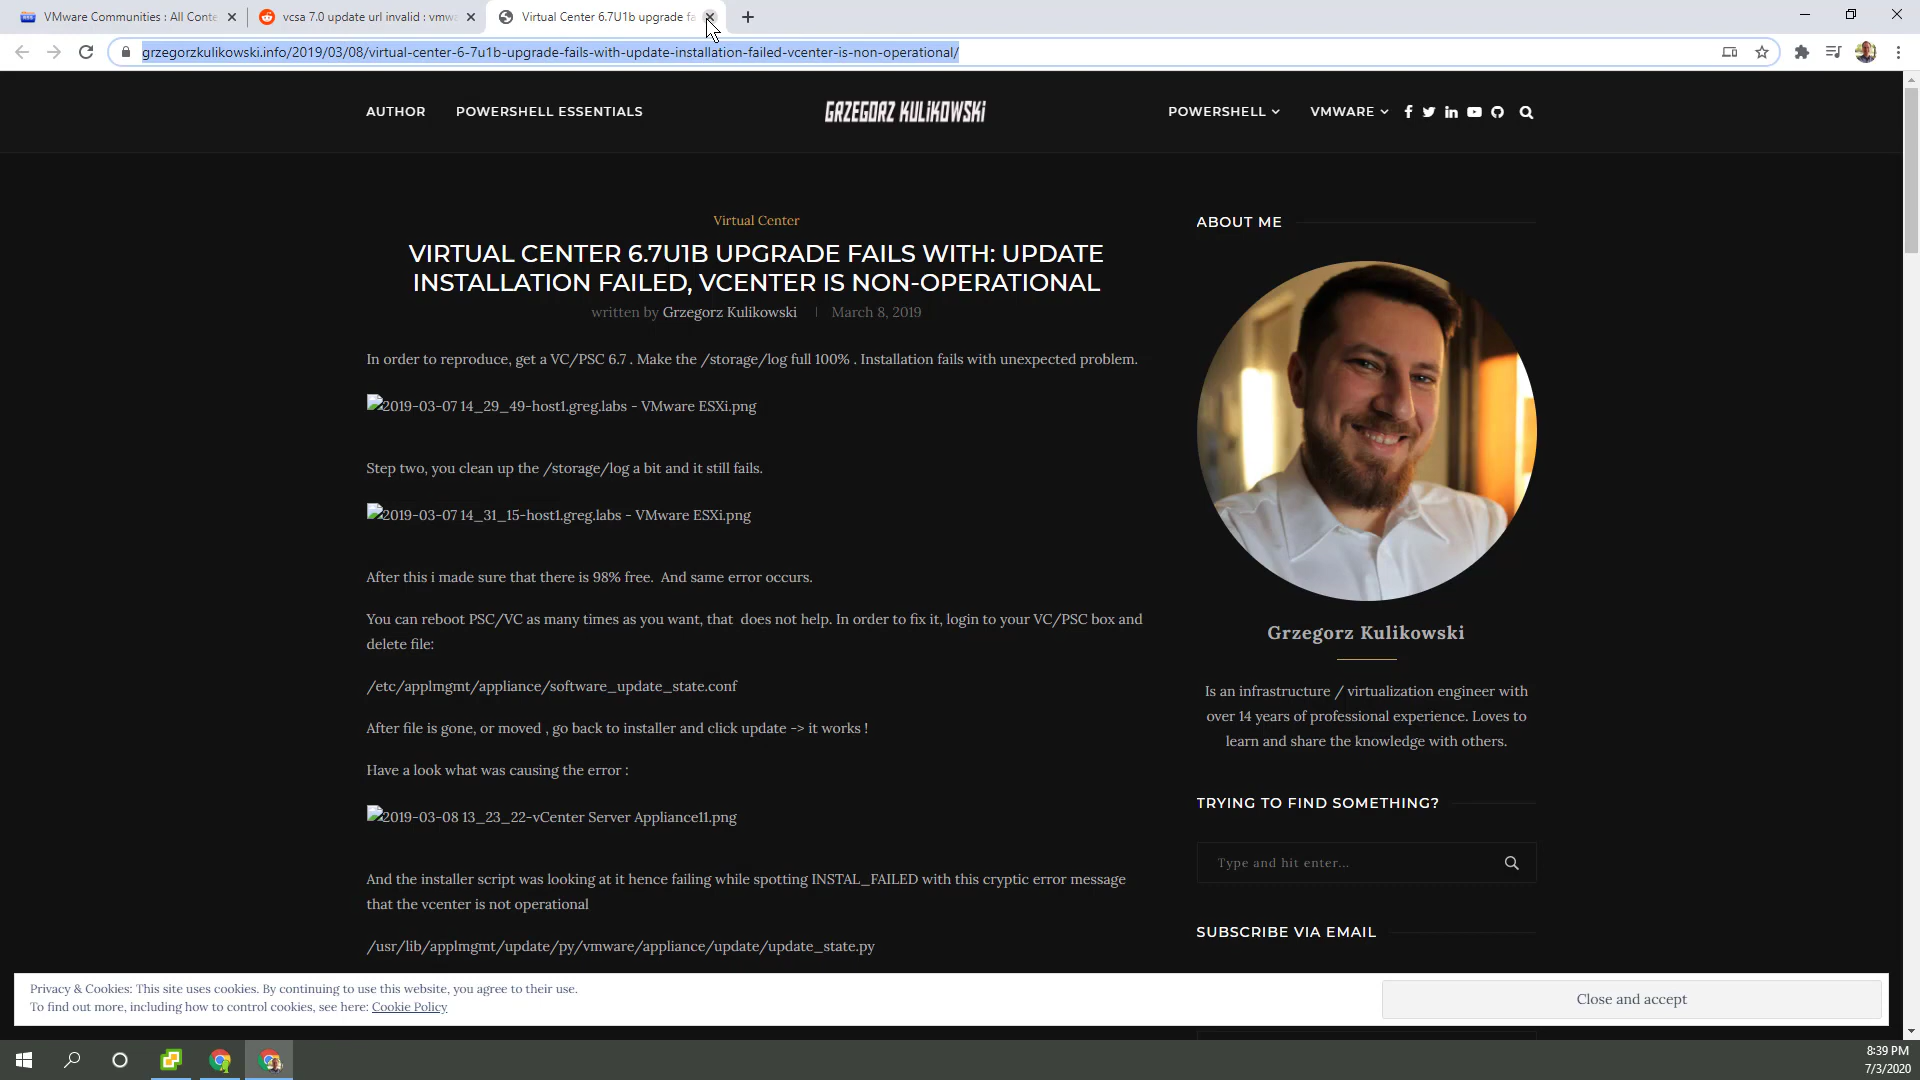 VMware Communities : All Conte
vcsa 7.0 update url invalid : vmwa
Virtual Center 6.7U1b upgrade fa
grzegorzkulikowski.info/2019/03/08/virtual-center-6-7u1b-upgrade-fails-with-update-installation-failed-vcenter-is-non-operational/
AUTHOR
POWERSHELL ESSENTIALS
GRZEGORZ KULIKOWSKI
POWERSHELL
VMWARE
Virtual Center
VIRTUAL CENTER 6.7U1B UPGRADE FAILS WITH: UPDATE
INSTALLATION FAILED, VCENTER IS NON-OPERATIONAL
written by Grzegorz Kulikowski
March 8, 2019
In order to reproduce, get a VC/PSC 6.7 . Make the /storage/log full 100% . Installation fails with unexpected problem.
2019-03-07 14_29_49-host1.greg.labs - VMware ESXi.png
Step two, you clean up the /storage/log a bit and it still fails.
2019-03-07 14_31_15-host1.greg.labs - VMware ESXi.png
After this i made sure that there is 98% free.  And same error occurs.
You can reboot PSC/VC as many times as you want, that  does not help. In order to fix it, login to your VC/PSC box and
delete file:
/etc/applmgmt/appliance/software_update_state.conf
After file is gone, or moved , go back to installer and click update -> it works !
Have a look what was causing the error :
2019-03-08 13_23_22-vCenter Server Appliance11.png
And the installer script was looking at it hence failing while spotting INSTAL_FAILED with this cryptic error message
that the vcenter is not operational
/usr/lib/applmgmt/update/py/vmware/appliance/update/update_state.py
ABOUT ME
Grzegorz Kulikowski
Is an infrastructure / virtualization engineer with
over 14 years of professional experience. Loves to
learn and share the knowledge with others.
TRYING TO FIND SOMETHING?
Type and hit enter...
SUBSCRIBE VIA EMAIL
Privacy & Cookies: This site uses cookies. By continuing to use this website, you agree to their use.
To find out more, including how to control cookies, see here: Cookie Policy
Close and accept
8:39 PM
7/3/2020